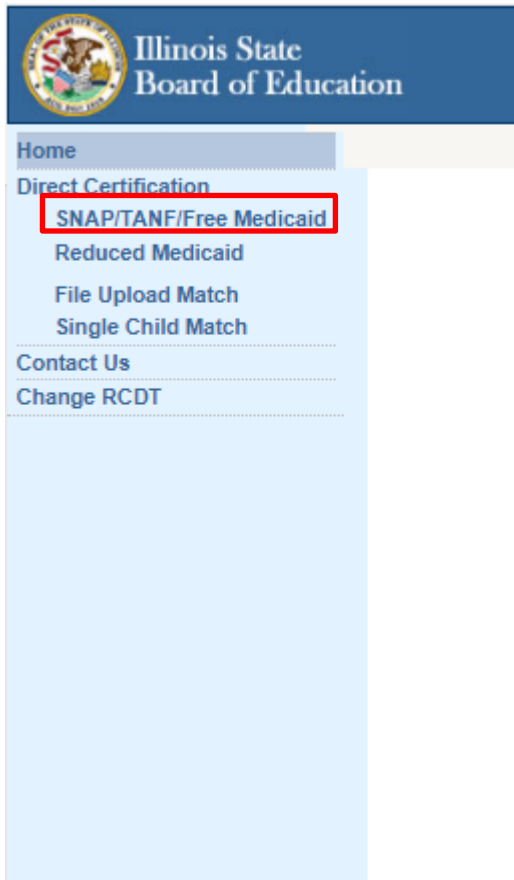 Illinois State
Board of Education
Home
Direct Certification
SNAP/TANF/Free Medicaid
Reduced Medicaid
File Upload Match
Single Child Match
Contact Us
Change RCDT